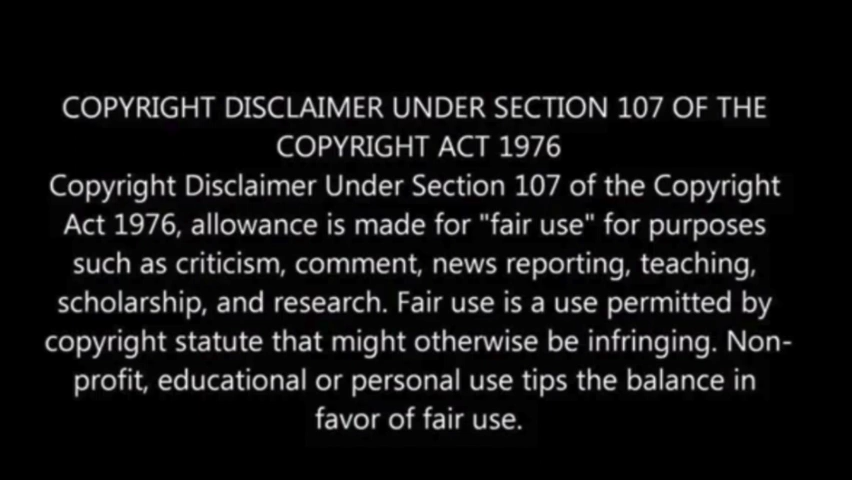 COPYRIGHT DISCLAIMER UNDER SECTION 107 OF THE
COPYRIGHT ACT 1976
Copyright Disclaimer Under Section 107 of the Copyright
Act 1976, allowance is made for "fair use" for purposes
such as criticism, comment, news reporting, teaching,
scholarship, and research. Fair use is a use permitted by
copyright statute that might otherwise be infringing. Non-
profit, educational or personal use tips the balance in
favor of fair use.